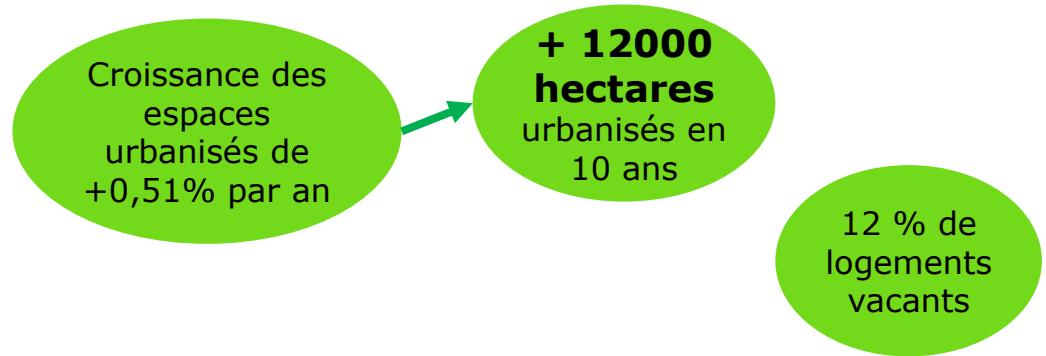 Croissance des
espaces
urbanisés de
+0,51% par an
+ 12000
hectares
urbanisés en
10 ans
12 % de
logements
vacants